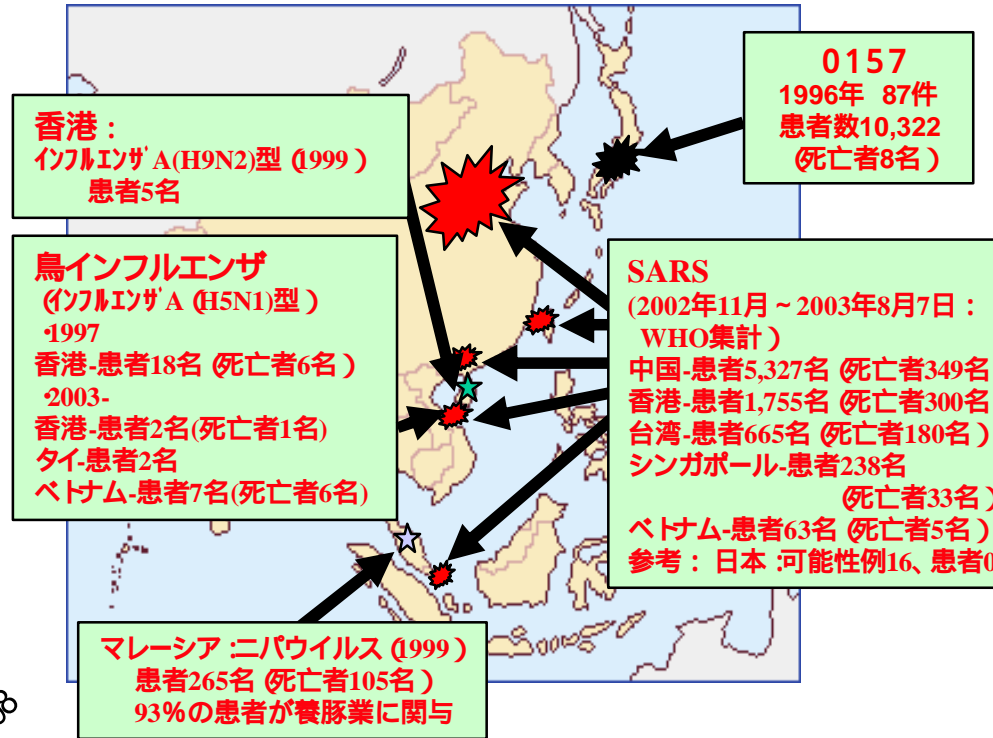 香港：
インフルエンザA(H9N2)型（1999）
患者5名
鳥インフルエンザ
（インフルエンザA（H5N1)型）
・1997
香港-患者18名（死亡者6名）
・2003-
香港-患者2名(死亡者1名)
タイ-患者2名
ベトナム-患者7名(死亡者6名)
O157
1996年 87件
患者数10,322
（死亡者8名）
SARS
(2002年11月～2003年8月7日：
WHO集計）
中国-患者5,327名（死亡者349名
香港-患者1,755名（死亡者300名
台湾-患者665名（死亡者180名）
シンガポール-患者238名
（死亡者33名）
ベトナム-患者63名（死亡者5名）
参考：日本：可能性例16、患者0
マレーシア：ニパウイルス（1999）
患者265名（死亡者105名）
93%の患者が養豚業に関与